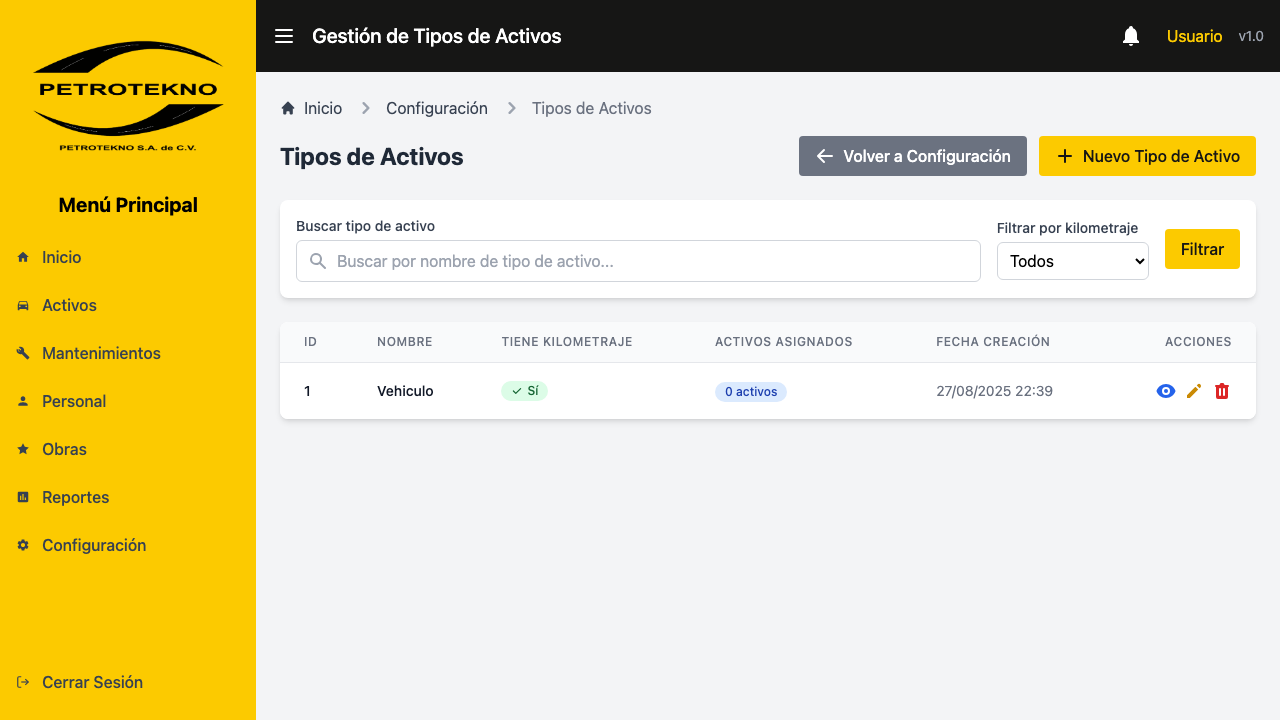 PETROTEKNO
PETROTEKNO S.A. de C.V.
Menú Principal
Inicio
Activos
Mantenimientos
Personal
Obras
Reportes
Configuración
Cerrar Sesión
Gestión de Tipos de Activos
Usuario v1.0
Inicio Configuración Tipos de Activos
Tipos de Activos
Volver a Configuración
Nuevo Tipo de Activo
Buscar tipo de activo
Buscar por nombre de tipo de activo...
Filtrar por kilometraje
Todos
Filtrar
ID NOMBRE TIENE KILOMETRAJE ACTIVOS ASIGNADOS FECHA CREACIÓN ACCIONES
1 Vehiculo Sí 0 activos 27/08/2025 22:39